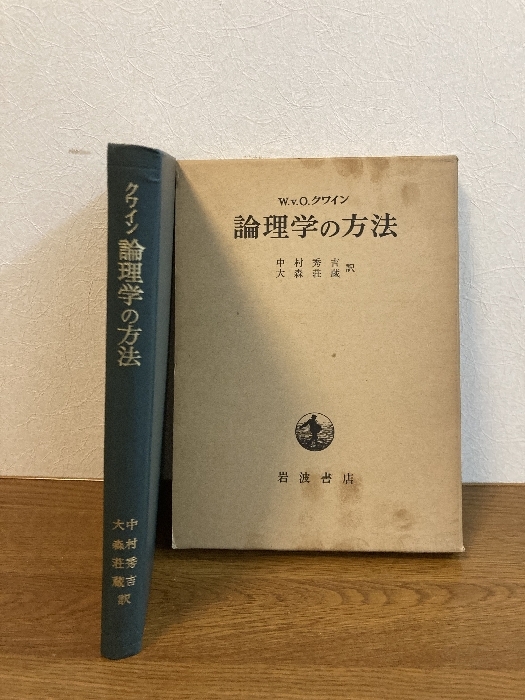 クワイン 論理学の方法
中村秀吉
大森荘蔵 訳
W.v.O.クワイン
論理学の方法
中村秀吉
大森荘蔵 訳
岩波書店